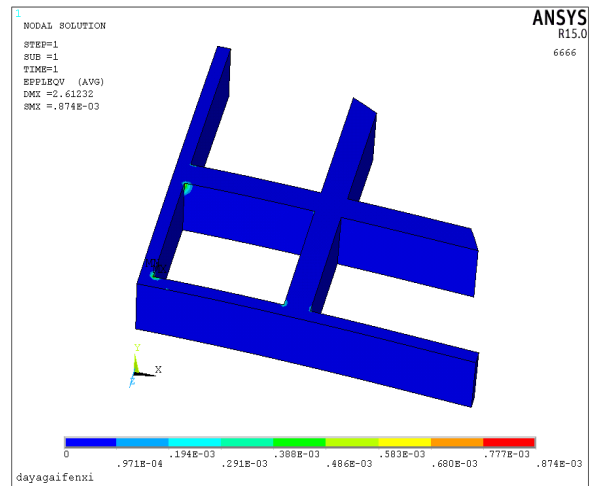 1
NODAL SOLUTION
STEP=1
SUB =1
TIME=1
EPPLEQV (AVG)
DMX =2.61232
SMX =.874E-03
ANSYS
R15.0
6666
Y
X
Z
0
.971E-04
.194E-03
.291E-03
.388E-03
.486E-03
.583E-03
.680E-03
.777E-03
.874E-03
dayagaifenxi